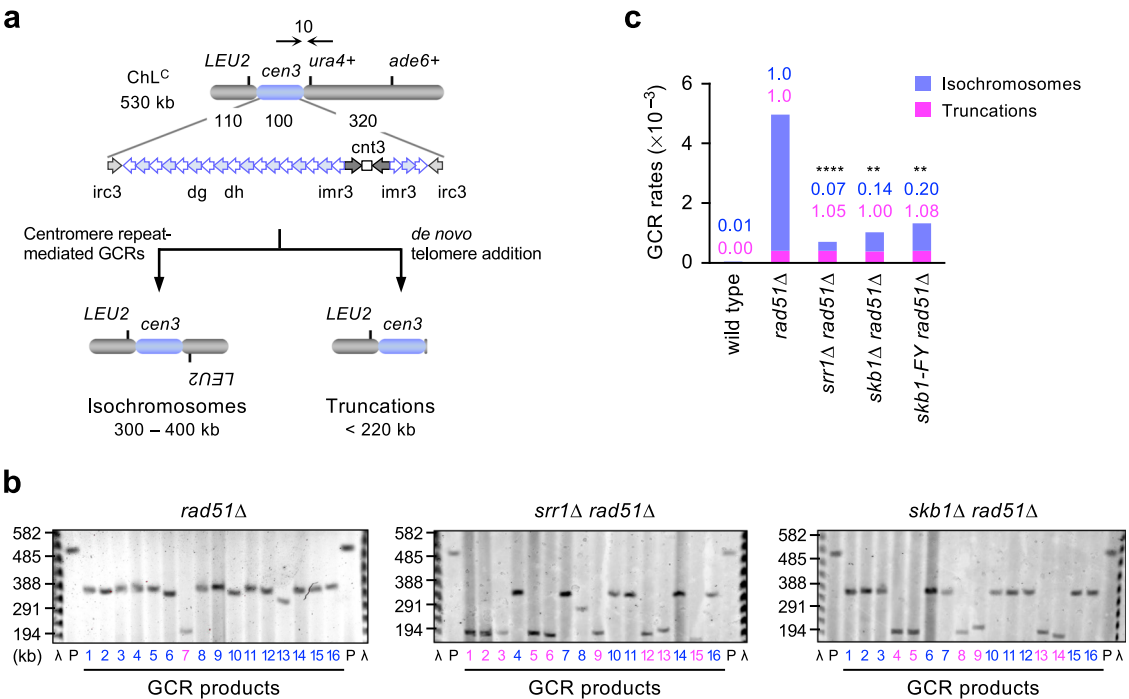 a
10
LEU2 cen3 ura4+ ade6+
ChLC
530 kb
110 100 320
cnt3
irc3 dg dh imr3 imr3 irc3
Centromere repeat-
mediated GCRs
de novo
telomere addition
LEU2 cen3
LEU2
Isochromosomes
300 – 400 kb
LEU2 cen3
Truncations
< 220 kb
c
GCR rates (×10−3)
6
4
2
0
Isochromosomes
Truncations
0.01
0.00
1.0
1.0
****
0.07
1.05
**
0.14
1.00
**
0.20
1.08
wild type
rad51Δ
srr1Δ rad51Δ
skb1Δ rad51Δ
skb1-FY rad51Δ
b
rad51Δ
582
485
388
291
194
(kb) λ P 1 2 3 4 5 6 7 8 9 10 11 12 13 14 15 16 P λ
GCR products
srr1Δ rad51Δ
582
485
388
291
194
λ P 1 2 3 4 5 6 7 8 9 10 11 12 13 14 15 16 P λ
GCR products
skb1Δ rad51Δ
582
485
388
291
194
λ P 1 2 3 4 5 6 7 8 9 10 11 12 13 14 15 16 P λ
GCR products